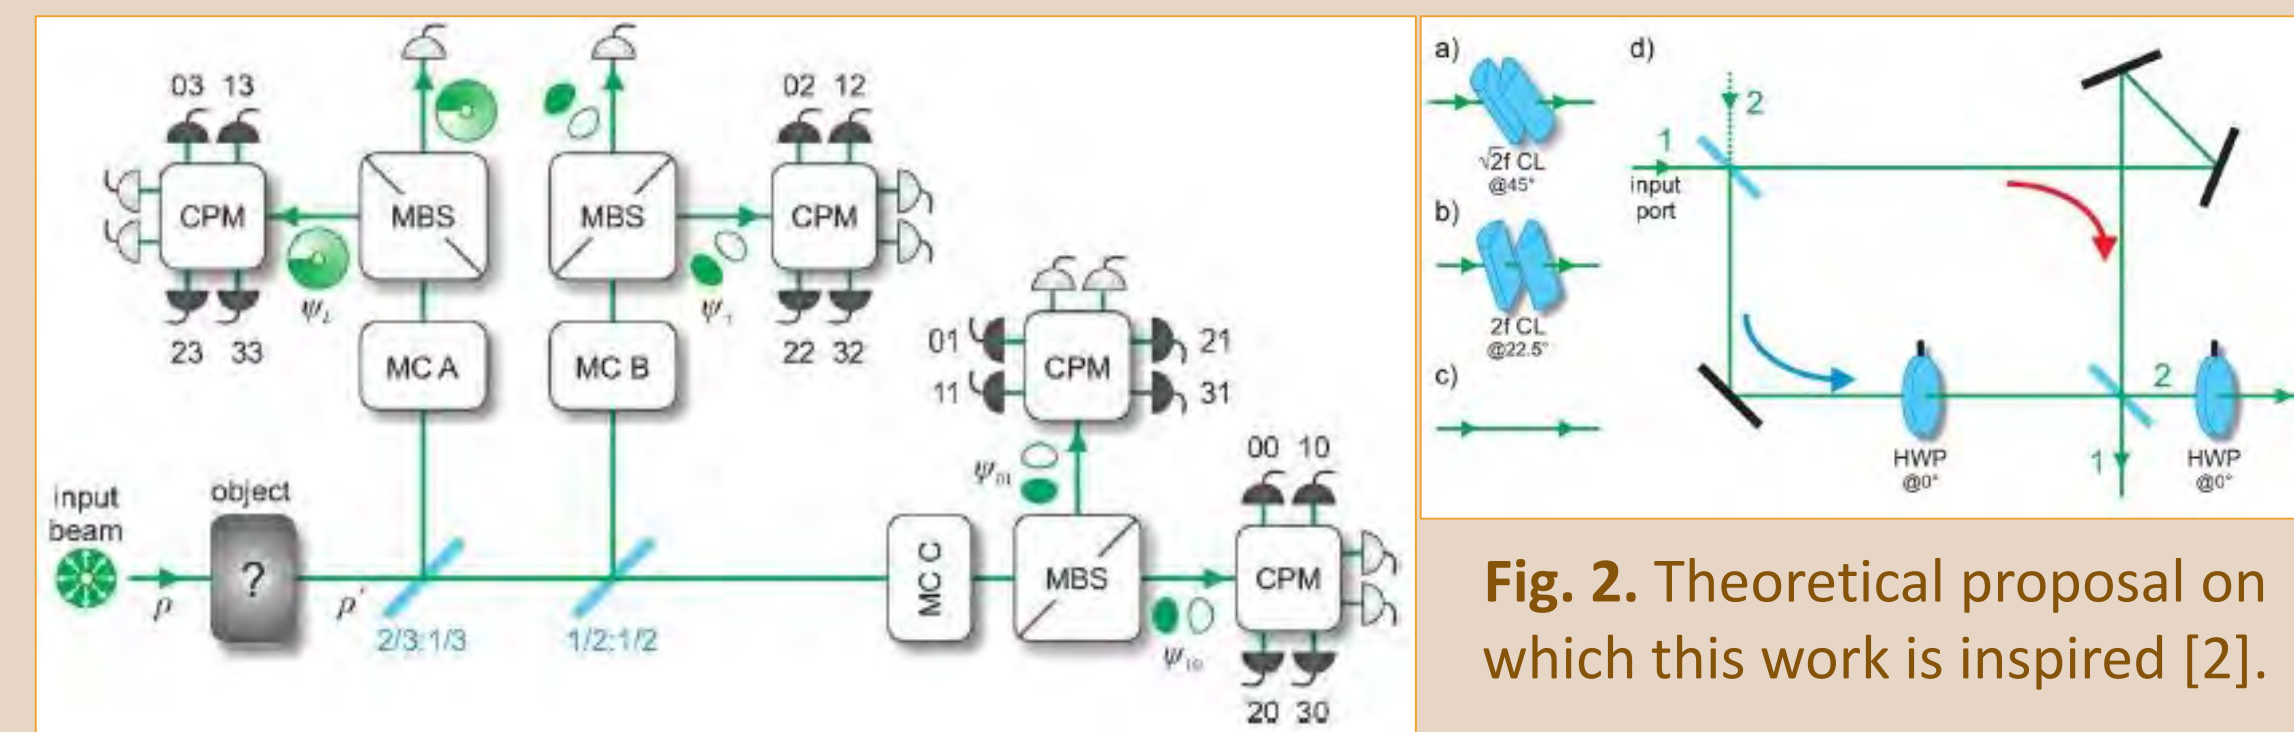 03 13
CPM
23 33
ψL
MBS
MC A
MBS
MC B
02 12
CPM
22 32
01
11
CPM
21
31
ψ01
00 10
CPM
20 30
ψ10
MBS
MC C
input
beam
ρ
object
?
ρ'
2/3:1/3
1/2:1/2
a)
√2f CL
@45°
b)
2f CL
@22.5°
c)
d)
1
2
input
port
HWP
@0°
2
1
HWP
@0°
Fig. 2. Theoretical proposal on
which this work is inspired [2].